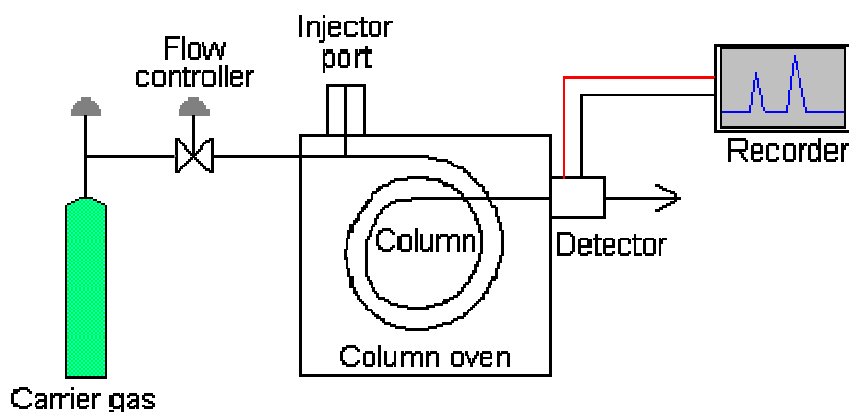 Injector
port
Flow
controller
Recorder
Column
Detector
Column oven
Carrier gas